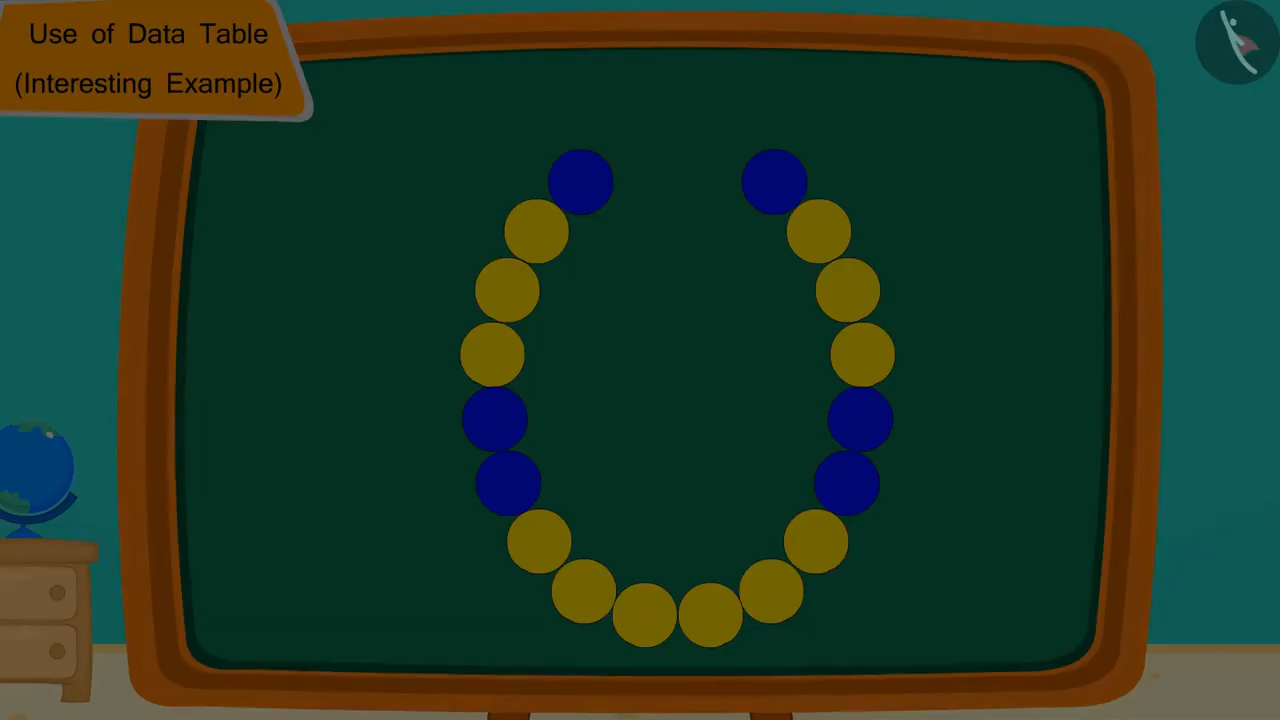 Use of Data Table
(Interesting Example)